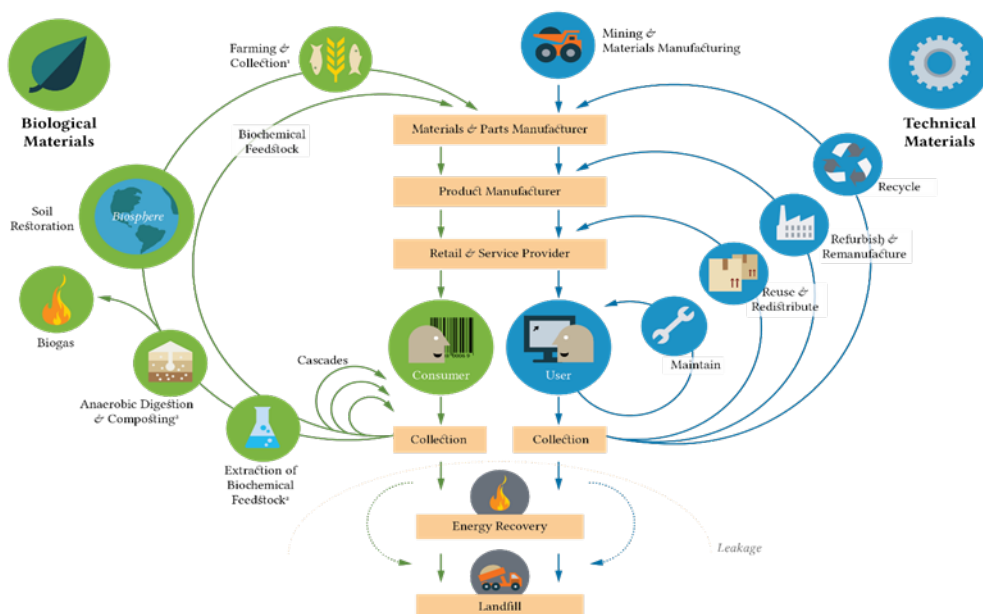 Farming &
Collection¹
Mining &
Materials Manufacturing
Biological
Materials
Technical
Materials
Biochemical
Feedstock
Materials & Parts Manufacturer
Recycle
Product Manufacturer
Soil
Restoration
Biosphere
Refurbish &
Remanufacture
Retail & Service Provider
Reuse &
Redistribute
Biogas
Cascades
Consumer
User
Maintain
Anaerobic Digestion
& Composting²
Collection
Collection
Extraction of
Biochemical
Feedstock²
Energy Recovery
Leakage
Landfill